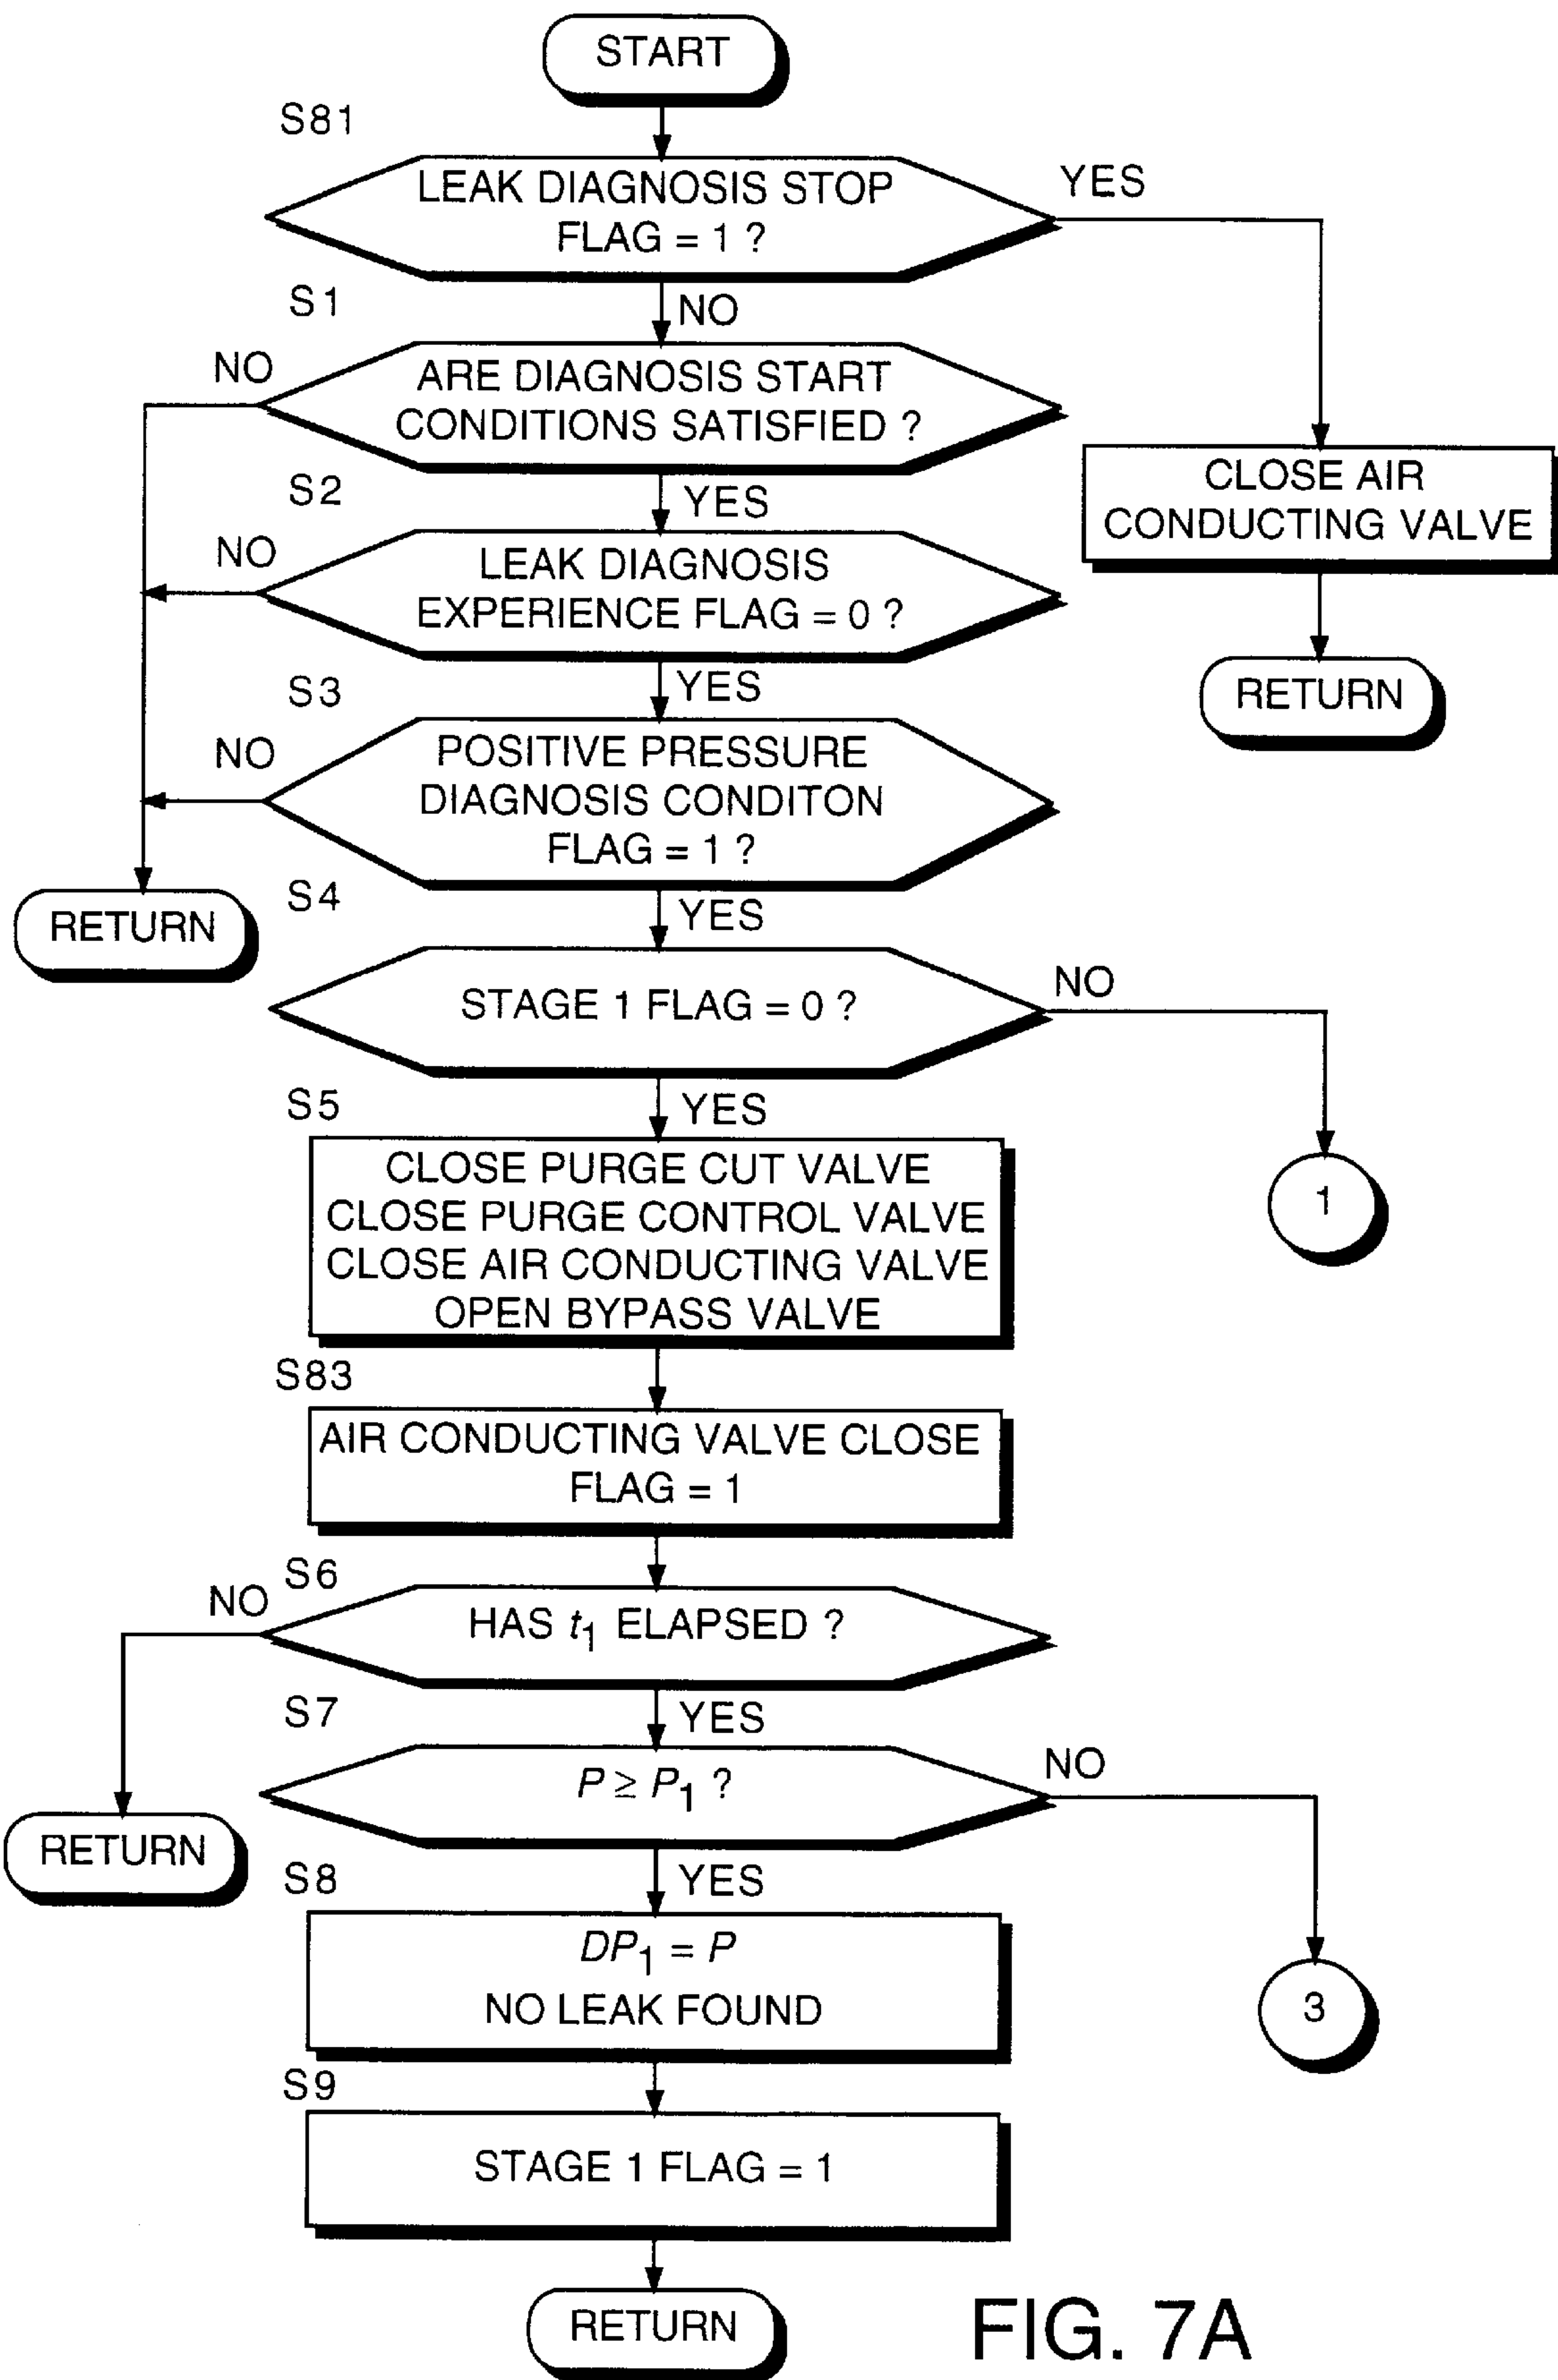 START
S81
LEAK DIAGNOSIS STOP
FLAG = 1 ?
YES
NO
S1
ARE DIAGNOSIS START
CONDITIONS SATISFIED ?
NO
YES
CLOSE AIR
CONDUCTING VALVE
RETURN
S2
LEAK DIAGNOSIS
EXPERIENCE FLAG = 0 ?
NO
YES
S3
POSITIVE PRESSURE
DIAGNOSIS CONDITON
FLAG = 1 ?
NO
YES
RETURN
S4
STAGE 1 FLAG = 0 ?
NO
1
YES
S5
CLOSE PURGE CUT VALVE
CLOSE PURGE CONTROL VALVE
CLOSE AIR CONDUCTING VALVE
OPEN BYPASS VALVE
S83
AIR CONDUCTING VALVE CLOSE
FLAG = 1
S6
HAS t1 ELAPSED ?
NO
RETURN
YES
S7
P ≥ P1 ?
NO
3
YES
S8
DP1 = P
NO LEAK FOUND
S9
STAGE 1 FLAG = 1
RETURN
FIG. 7A